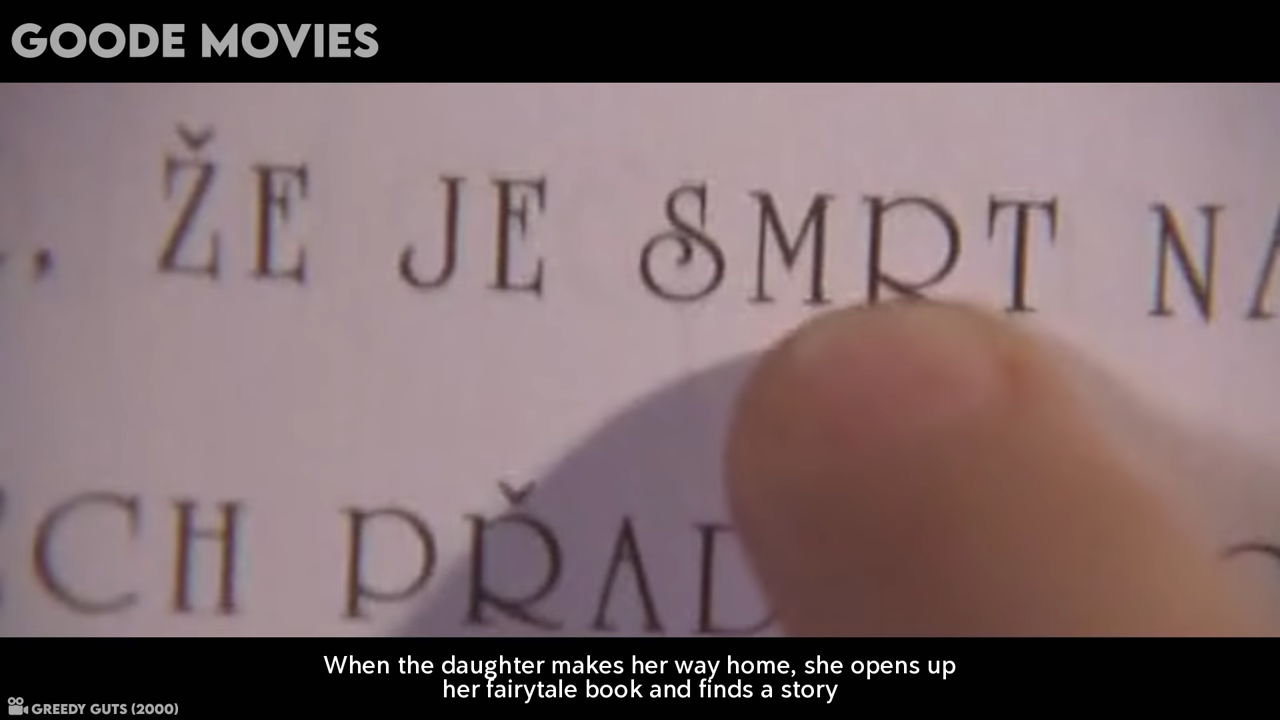 GOODE MOVIES
., ŽE JE SMRT NA
ECH PŘAD
When the daughter makes her way home, she opens up
her fairytale book and finds a story
GREEDY GUTS (2000)